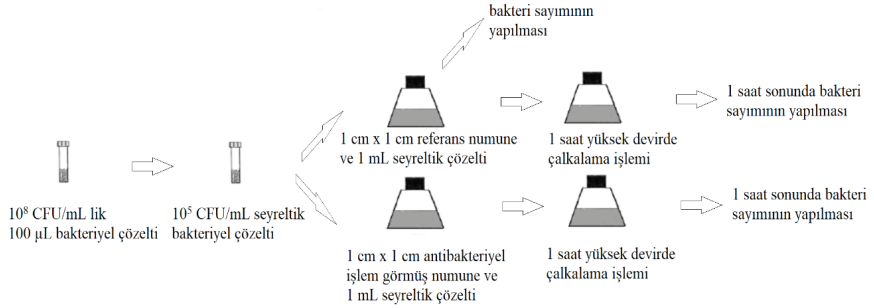 bakteri sayımının
yapılması
1 cm x 1 cm referans numune
ve 1 mL seyreltik çözelti
1 saat yüksek devirde
çalkalama işlemi
1 saat sonunda bakteri
sayımının yapılması
10⁸ CFU/mL lik
100 µL bakteriyel çözelti
10⁵ CFU/mL seyreltik
bakteriyel çözelti
1 cm x 1 cm antibakteriyel
işlem görmüş numune ve
1 mL seyreltik çözelti
1 saat yüksek devirde
çalkalama işlemi
1 saat sonunda bakteri
sayımının yapılması